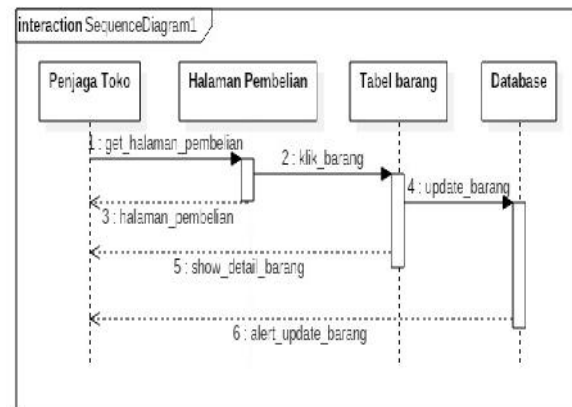 interaction SequenceDiagram1
Penjaga Toko
Halaman Pembelian
Tabel barang
Database
1 : get_halaman_pembelian
2 : klik_barang
4 : update_barang
3 : halaman_pembelian
5 : show_detail_barang
6 : alert_update_barang